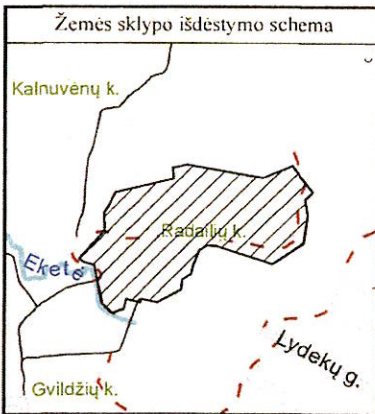 Žemės sklypo išdėstymo schema
Kalnuvėnų k.
Radailių k.
Eketė
Lydekų g.
Gvildžių k.